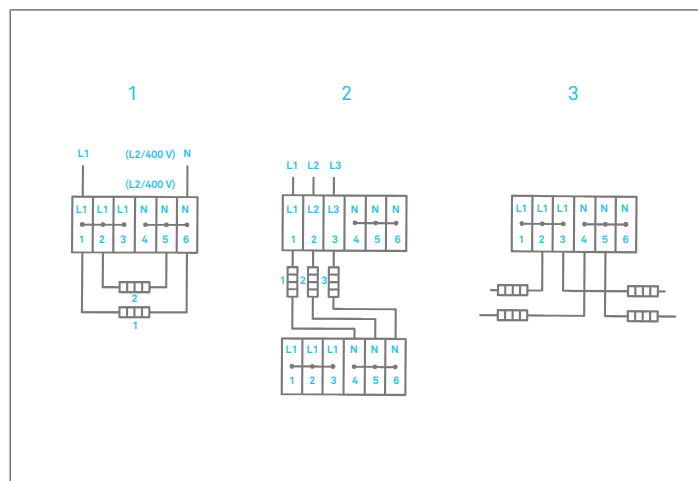 1 2 3
L1 (L2/400 V) N
(L2/400 V)
L1 L1 L1 N N N
1 2 3 4 5 6
2
1
L1 L2 L3
L1 L2 L3 N N N
1 2 3 4 5 6
1 2 3
L1 L1 L1 N N N
1 2 3 4 5 6
L1 L1 L1 N N N
1 2 3 4 5 6